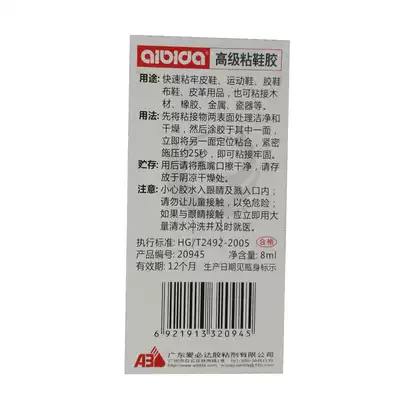 aibida® 高级粘鞋胶
用途: 快速粘牢皮鞋、运动鞋、胶鞋
布鞋、皮革用品、也可粘接木
材、橡胶、金属、瓷器等。
用法: 先将粘接物两表面处理洁净和
干燥，然后涂胶于其中一面，
立即将另一面定位粘合，紧密
施压约25秒，即可粘接牢固。
贮存: 用后请将瓶嘴口擦干净，请存
放于阴凉干燥处。
注意: 小心胶水入眼睛及溅入口内；
请勿让儿童接触，以免危险；
如果与眼睛接触，应立即用大
量清水冲洗并及时就医。
执行标准: HG/T2492-2005 合格
产品编号: 20945 净含量: 8ml
有效期: 12个月 生产日期见瓶身标示
6921913320945
广东爱必达胶粘剂有限公司